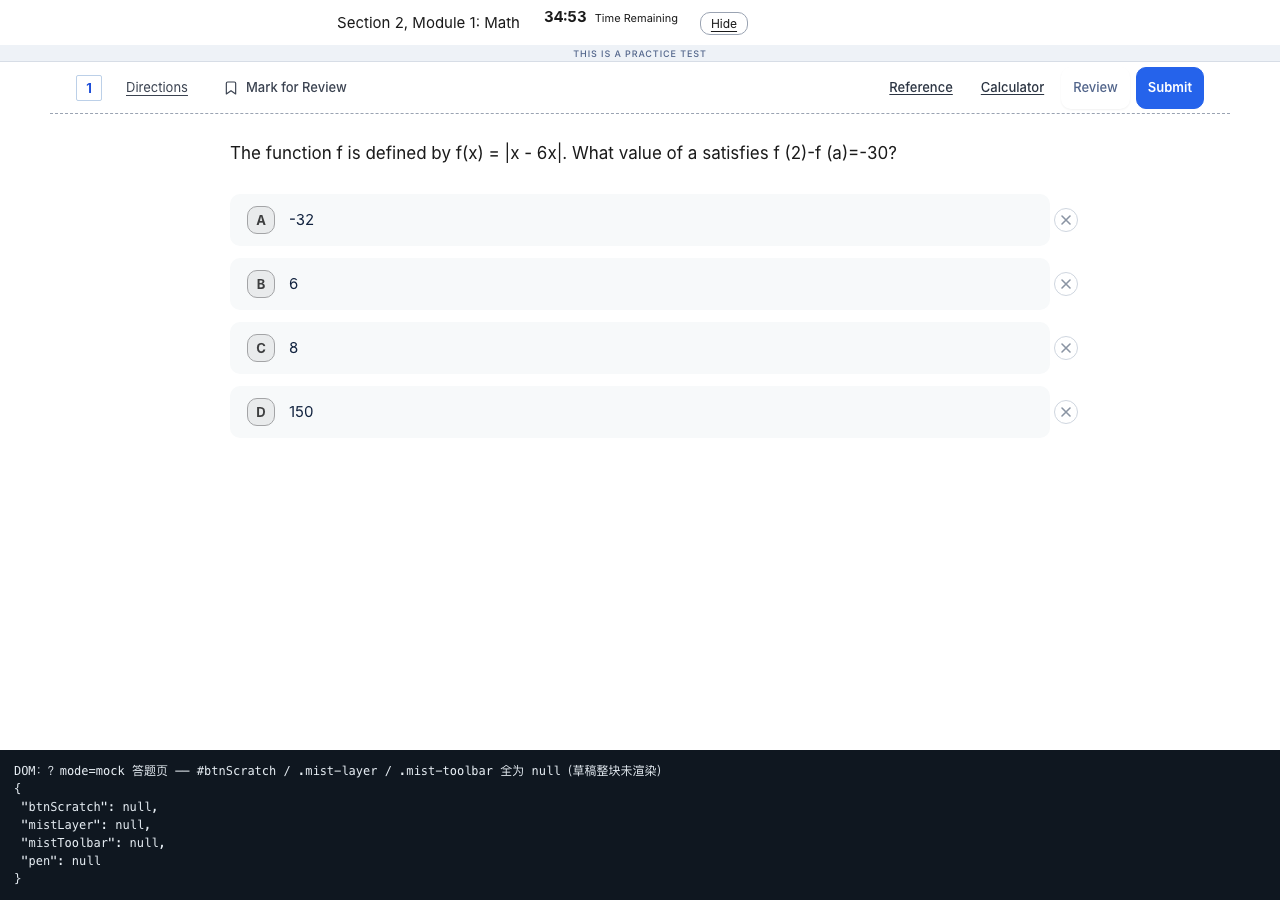 Section 2, Module 1: Math 34:53 Time Remaining Hide
THIS IS A PRACTICE TEST
1 Directions Mark for Review Reference Calculator Review Submit
The function f is defined by f(x) = |x - 6x|. What value of a satisfies f (2)-f (a)=-30?
A -32
B 6
C 8
D 150
DOM: ?mode=mock 答题页 —— #btnScratch / .mist-layer / .mist-toolbar 全为 null（草稿整块未渲染）
{
"btnScratch": null,
"mistLayer": null,
"mistToolbar": null,
"pen": null
}